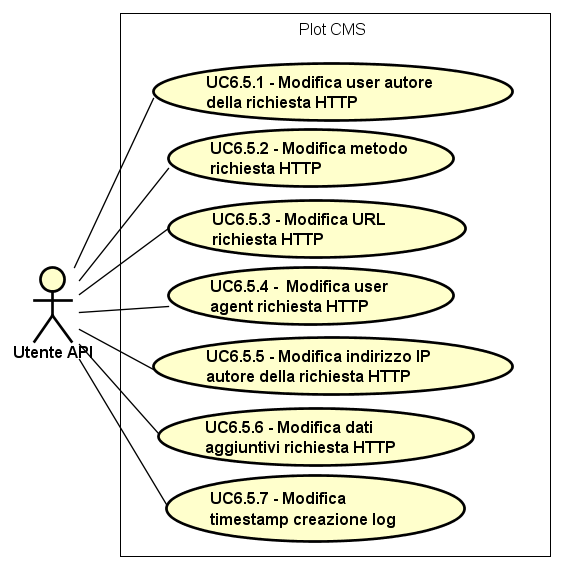 Plot CMS
UC6.5.1 - Modifica user autore
della richiesta HTTP
UC6.5.2 - Modifica metodo
richiesta HTTP
UC6.5.3 - Modifica URL
richiesta HTTP
UC6.5.4 -  Modifica user
agent richiesta HTTP
Utente API
UC6.5.5 - Modifica indirizzo IP
autore della richiesta HTTP
UC6.5.6 - Modifica dati
aggiuntivi richiesta HTTP
UC6.5.7 - Modifica
timestamp creazione log